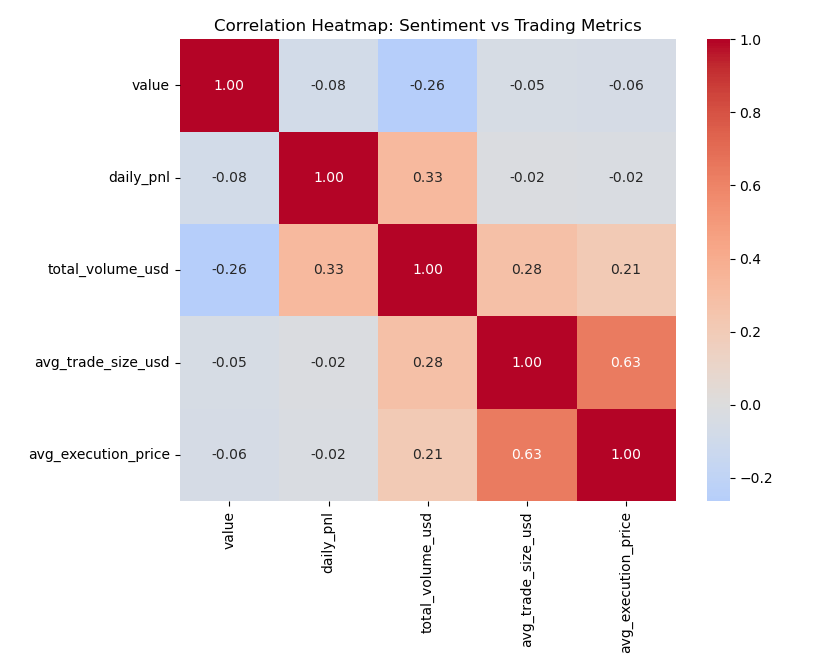 Correlation Heatmap: Sentiment vs Trading Metrics
value 1.00 -0.08 -0.26 -0.05 -0.06
daily_pnl -0.08 1.00 0.33 -0.02 -0.02
total_volume_usd -0.26 0.33 1.00 0.28 0.21
avg_trade_size_usd -0.05 -0.02 0.28 1.00 0.63
avg_execution_price -0.06 -0.02 0.21 0.63 1.00
value
daily_pnl
total_volume_usd
avg_trade_size_usd
avg_execution_price
1.0
0.8
0.6
0.4
0.2
0.0
−0.2